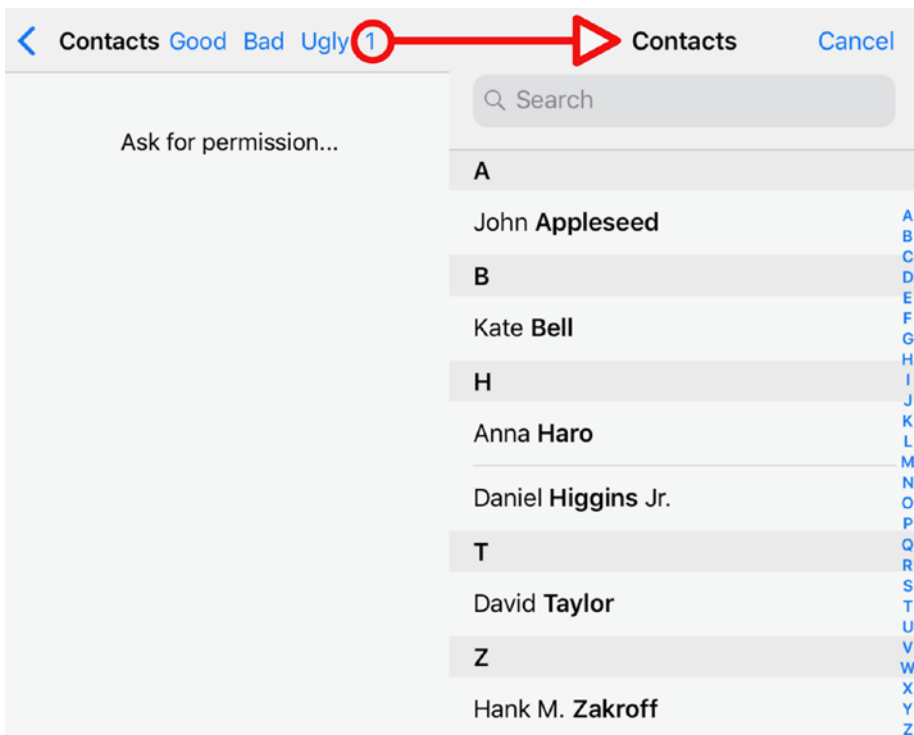 Contacts Good Bad Ugly 1
Ask for permission...
Contacts Cancel
Search
A
John Appleseed
B
Kate Bell
H
Anna Haro
Daniel Higgins Jr.
T
David Taylor
Z
Hank M. Zakroff
A
B
C
D
E
F
G
H
I
J
K
L
M
N
O
P
Q
R
S
T
U
V
W
X
Y
Z